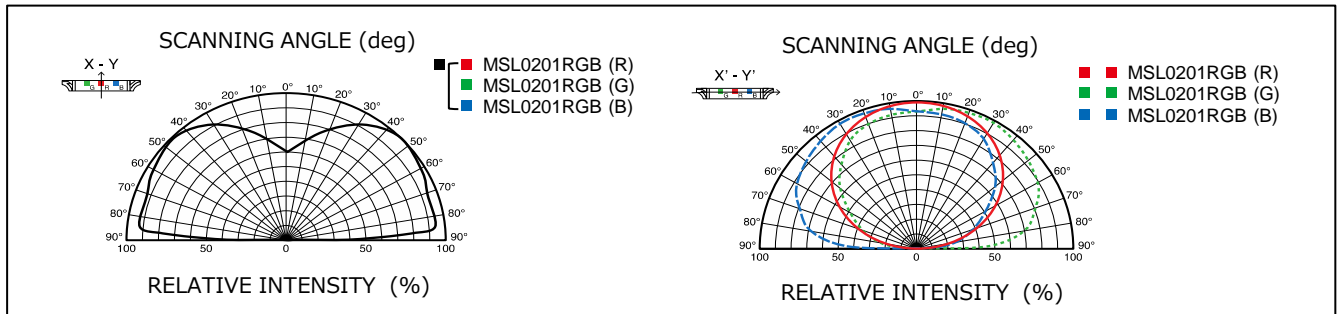 SCANNING ANGLE (deg)
X - Y
G R B
MSL0201RGB (R)
MSL0201RGB (G)
MSL0201RGB (B)
0°
10° 10°
20° 20°
30° 30°
40° 40°
50° 50°
60° 60°
70° 70°
80° 80°
90° 90°
100 50 0 50 100
RELATIVE INTENSITY (%)
SCANNING ANGLE (deg)
X' - Y'
G R B
MSL0201RGB (R)
MSL0201RGB (G)
MSL0201RGB (B)
0°
10° 10°
20° 20°
30° 30°
40° 40°
50° 50°
60° 60°
70° 70°
80° 80°
90° 90°
100 50 0 50 100
RELATIVE INTENSITY (%)